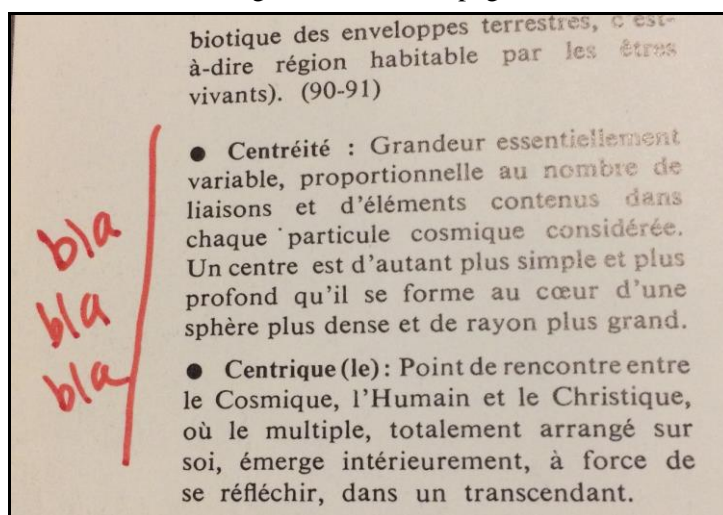 biotique des enveloppes terrestres, c'est-
à-dire région habitable par les êtres
vivants). (90-91)
● Centréité : Grandeur essentiellement
variable, proportionnelle au nombre de
liaisons et d'éléments contenus dans
chaque particule cosmique considérée.
Un centre est d'autant plus simple et plus
profond qu'il se forme au cœur d'une
sphère plus dense et de rayon plus grand.
● Centrique (le) : Point de rencontre entre
le Cosmique, l'Humain et le Christique,
où le multiple, totalement arrangé sur
soi, émerge intérieurement, à force de
se réfléchir, dans un transcendant.
bla
bla
bla